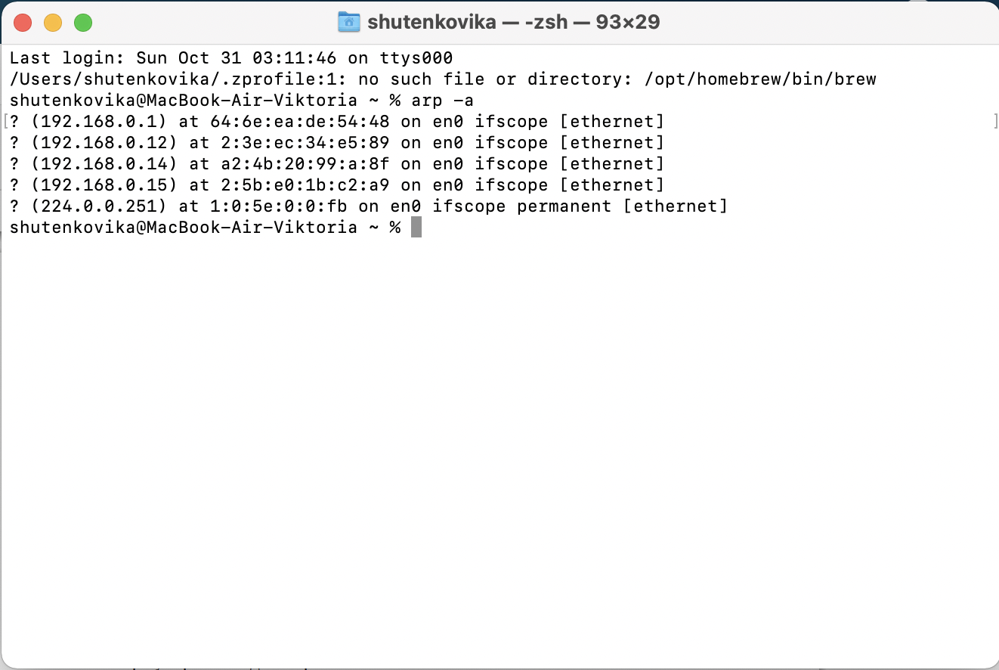 shutenkovika — -zsh — 93×29
Last login: Sun Oct 31 03:11:46 on ttys000
/Users/shutenkovika/.zprofile:1: no such file or directory: /opt/homebrew/bin/brew
shutenkovika@MacBook-Air-Viktoria ~ % arp -a
[? (192.168.0.1) at 64:6e:ea:de:54:48 on en0 ifscope [ethernet] ]
? (192.168.0.12) at 2:3e:ec:34:e5:89 on en0 ifscope [ethernet]
? (192.168.0.14) at a2:4b:20:99:a:8f on en0 ifscope [ethernet]
? (192.168.0.15) at 2:5b:e0:1b:c2:a9 on en0 ifscope [ethernet]
? (224.0.0.251) at 1:0:5e:0:0:fb on en0 ifscope permanent [ethernet]
shutenkovika@MacBook-Air-Viktoria ~ %